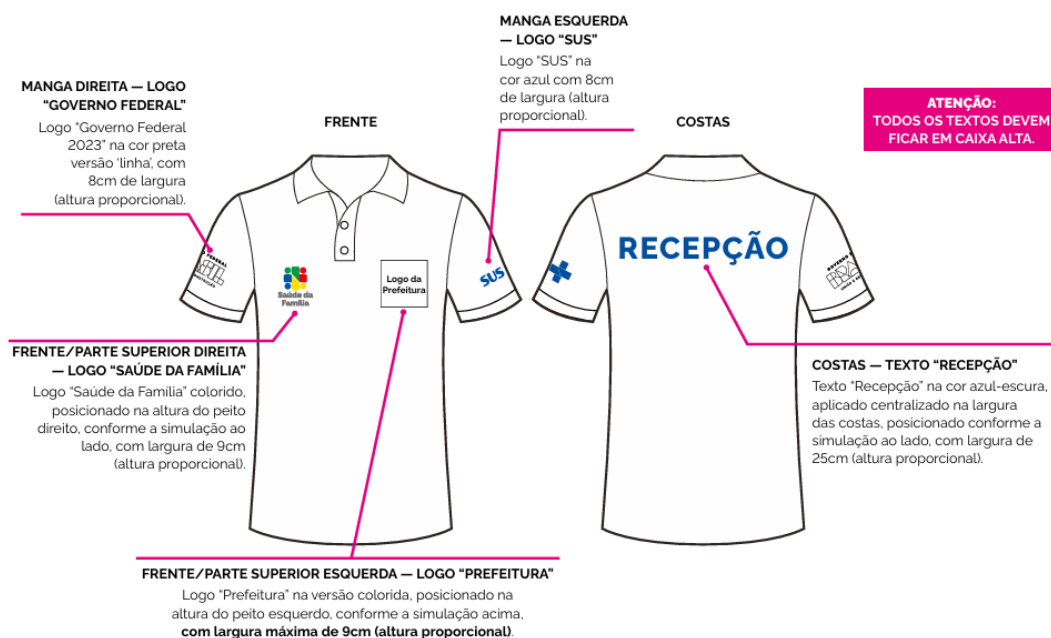 MANGA ESQUERDA
— LOGO “SUS”
Logo “SUS” na
cor azul com 8cm
de largura (altura
proporcional).
MANGA DIREITA — LOGO
“GOVERNO FEDERAL”
Logo “Governo Federal
2023” na cor preta
versão ‘linha’, com
8cm de largura
(altura proporcional).
FRENTE
COSTAS
ATENÇÃO:
TODOS OS TEXTOS DEVEM
FICAR EM CAIXA ALTA.
FEDERAL
Saúde da
Família
Logo da
Prefeitura
SUS
RECEPÇÃO
GOVERNO
FRENTE/PARTE SUPERIOR DIREITA
— LOGO “SAÚDE DA FAMÍLIA”
Logo “Saúde da Família” colorido,
posicionado na altura do peito
direito, conforme a simulação ao
lado, com largura de 9cm
(altura proporcional).
COSTAS — TEXTO “RECEPÇÃO”
Texto “Recepção” na cor azul-escura,
aplicado centralizado na largura
das costas, posicionado conforme a
simulação ao lado, com largura de
25cm (altura proporcional).
FRENTE/PARTE SUPERIOR ESQUERDA — LOGO “PREFEITURA”
Logo “Prefeitura” na versão colorida, posicionado na
altura do peito esquerdo, conforme a simulação acima,
com largura máxima de 9cm (altura proporcional).